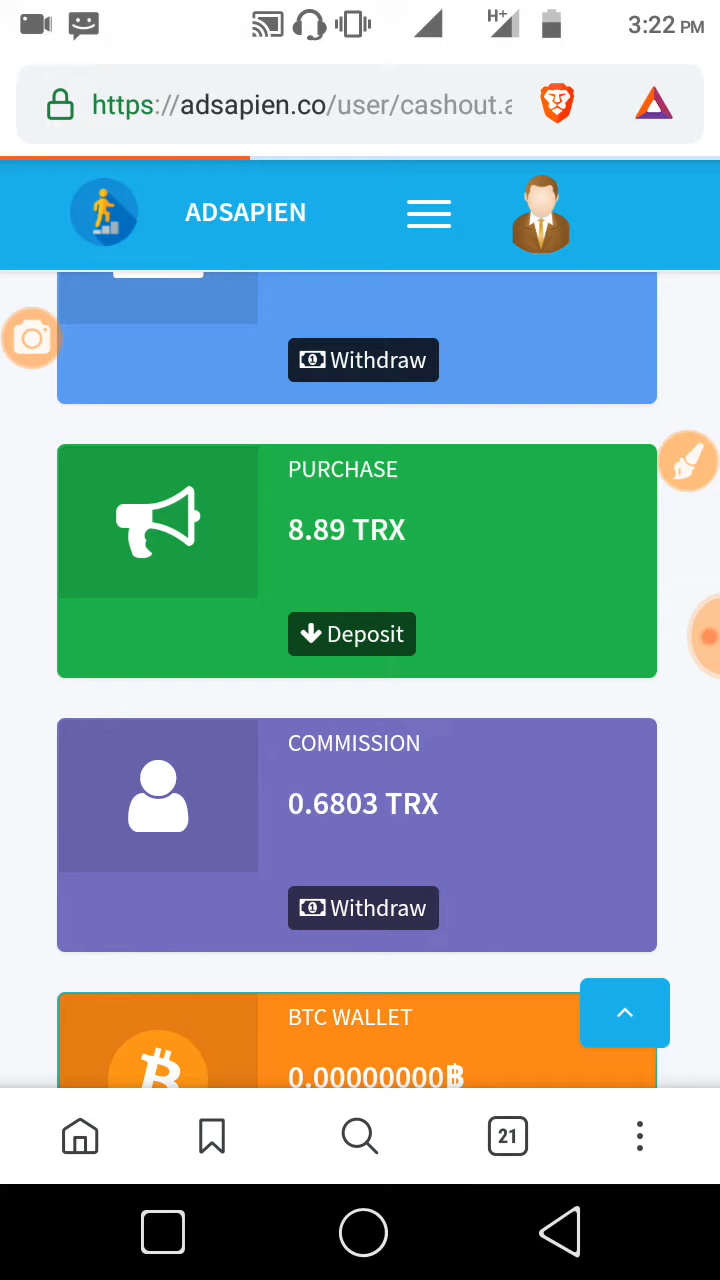 H+ 3:22 PM
https://adsapien.co/user/cashout.a
ADSAPIEN
Withdraw
PURCHASE
8.89 TRX
Deposit
COMMISSION
0.6803 TRX
Withdraw
BTC WALLET
0.00000000฿
21